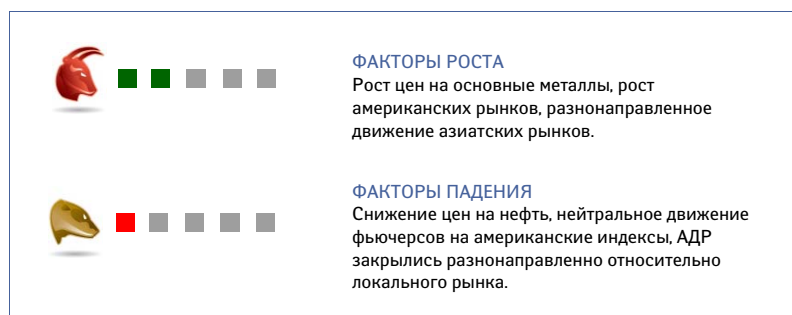 ФАКТОРЫ РОСТА
Рост цен на основные металлы, рост
американских рынков, разнонаправленное
движение азиатских рынков.
ФАКТОРЫ ПАДЕНИЯ
Снижение цен на нефть, нейтральное движение
фьючерсов на американские индексы, АДР
закрылись разнонаправленно относительно
локального рынка.